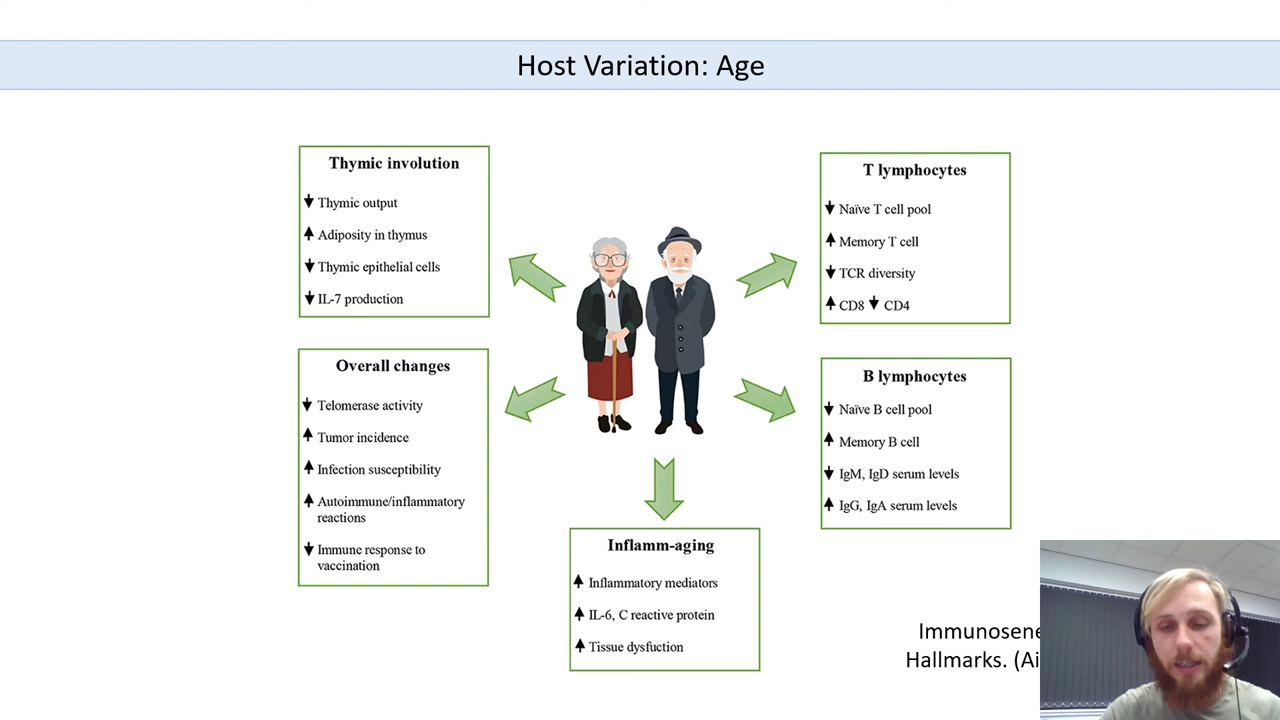 Host Variation: Age
Thymic involution
Thymic output
Adiposity in thymus
Thymic epithelial cells
IL-7 production
Overall changes
Telomerase activity
Tumor incidence
Infection susceptibility
Autoimmune/inflammatory
reactions
Immune response to
vaccination
Inflamm-aging
Inflammatory mediators
IL-6, C reactive protein
Tissue dysfuction
T lymphocytes
Naïve T cell pool
Memory T cell
TCR diversity
CD8 CD4
B lymphocytes
Naïve B cell pool
Memory B cell
IgM, IgD serum levels
IgG, IgA serum levels
Hallmarks.